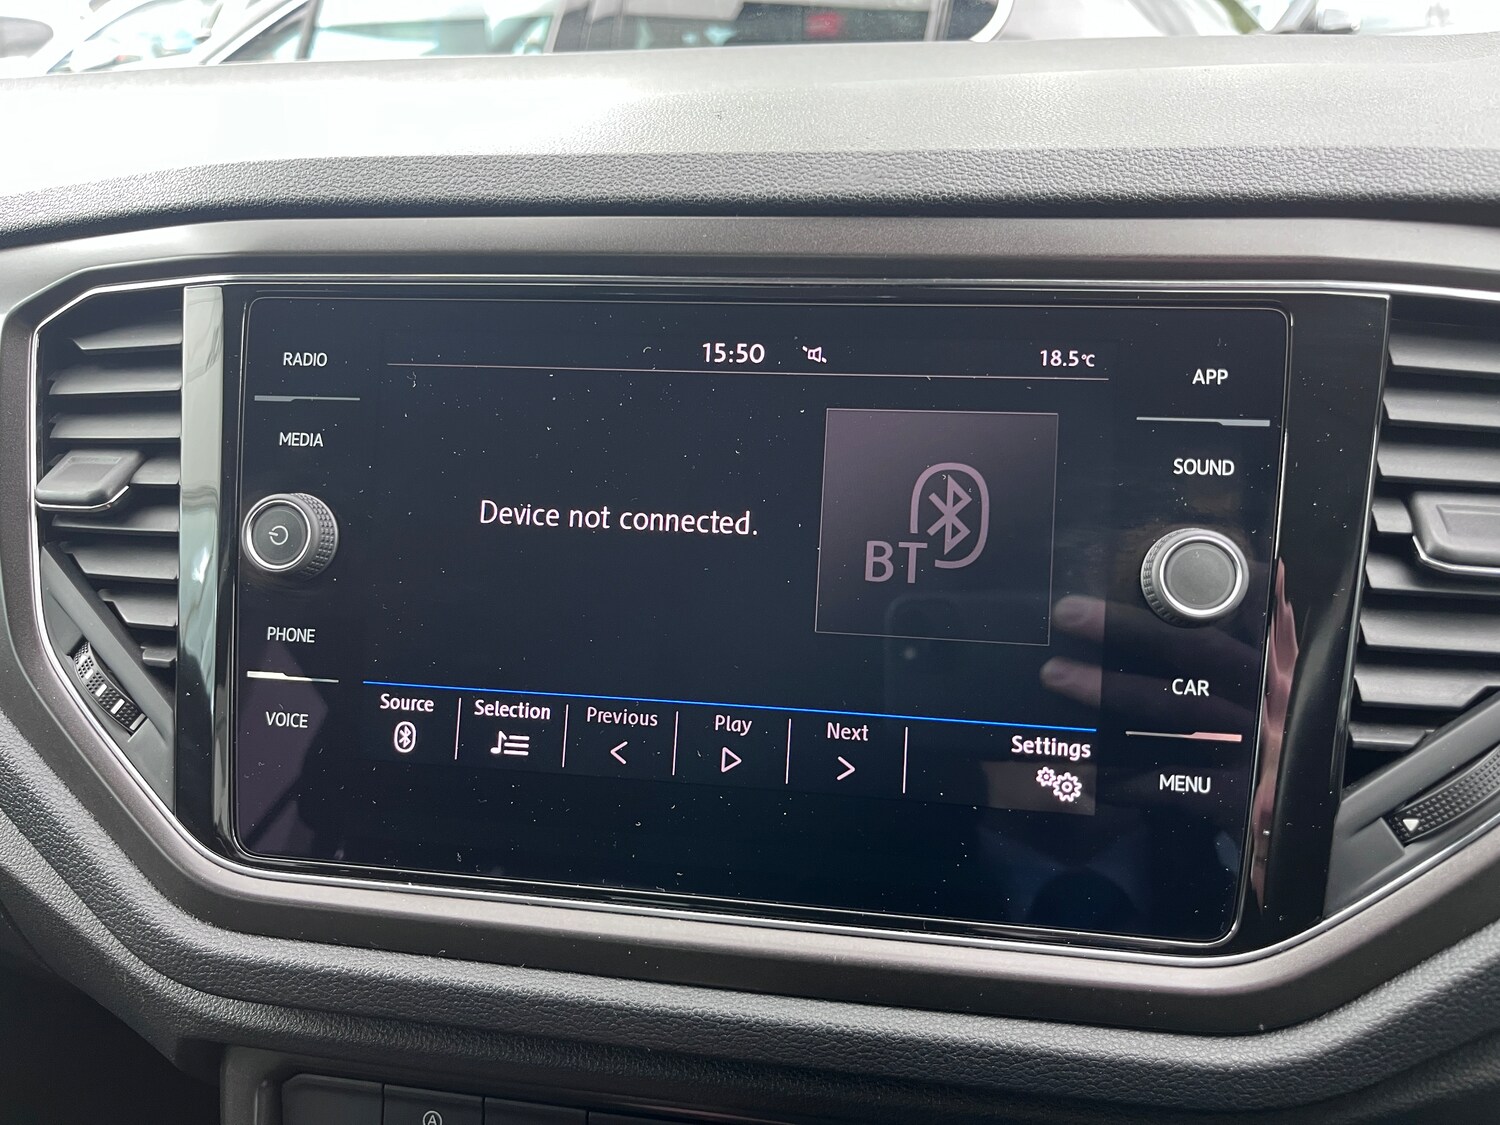 15:50
18.5°C
RADIO
MEDIA
PHONE
VOICE
Device not connected.
BT
Source
Selection
Previous
Play
Next
Settings
APP
SOUND
CAR
MENU
A